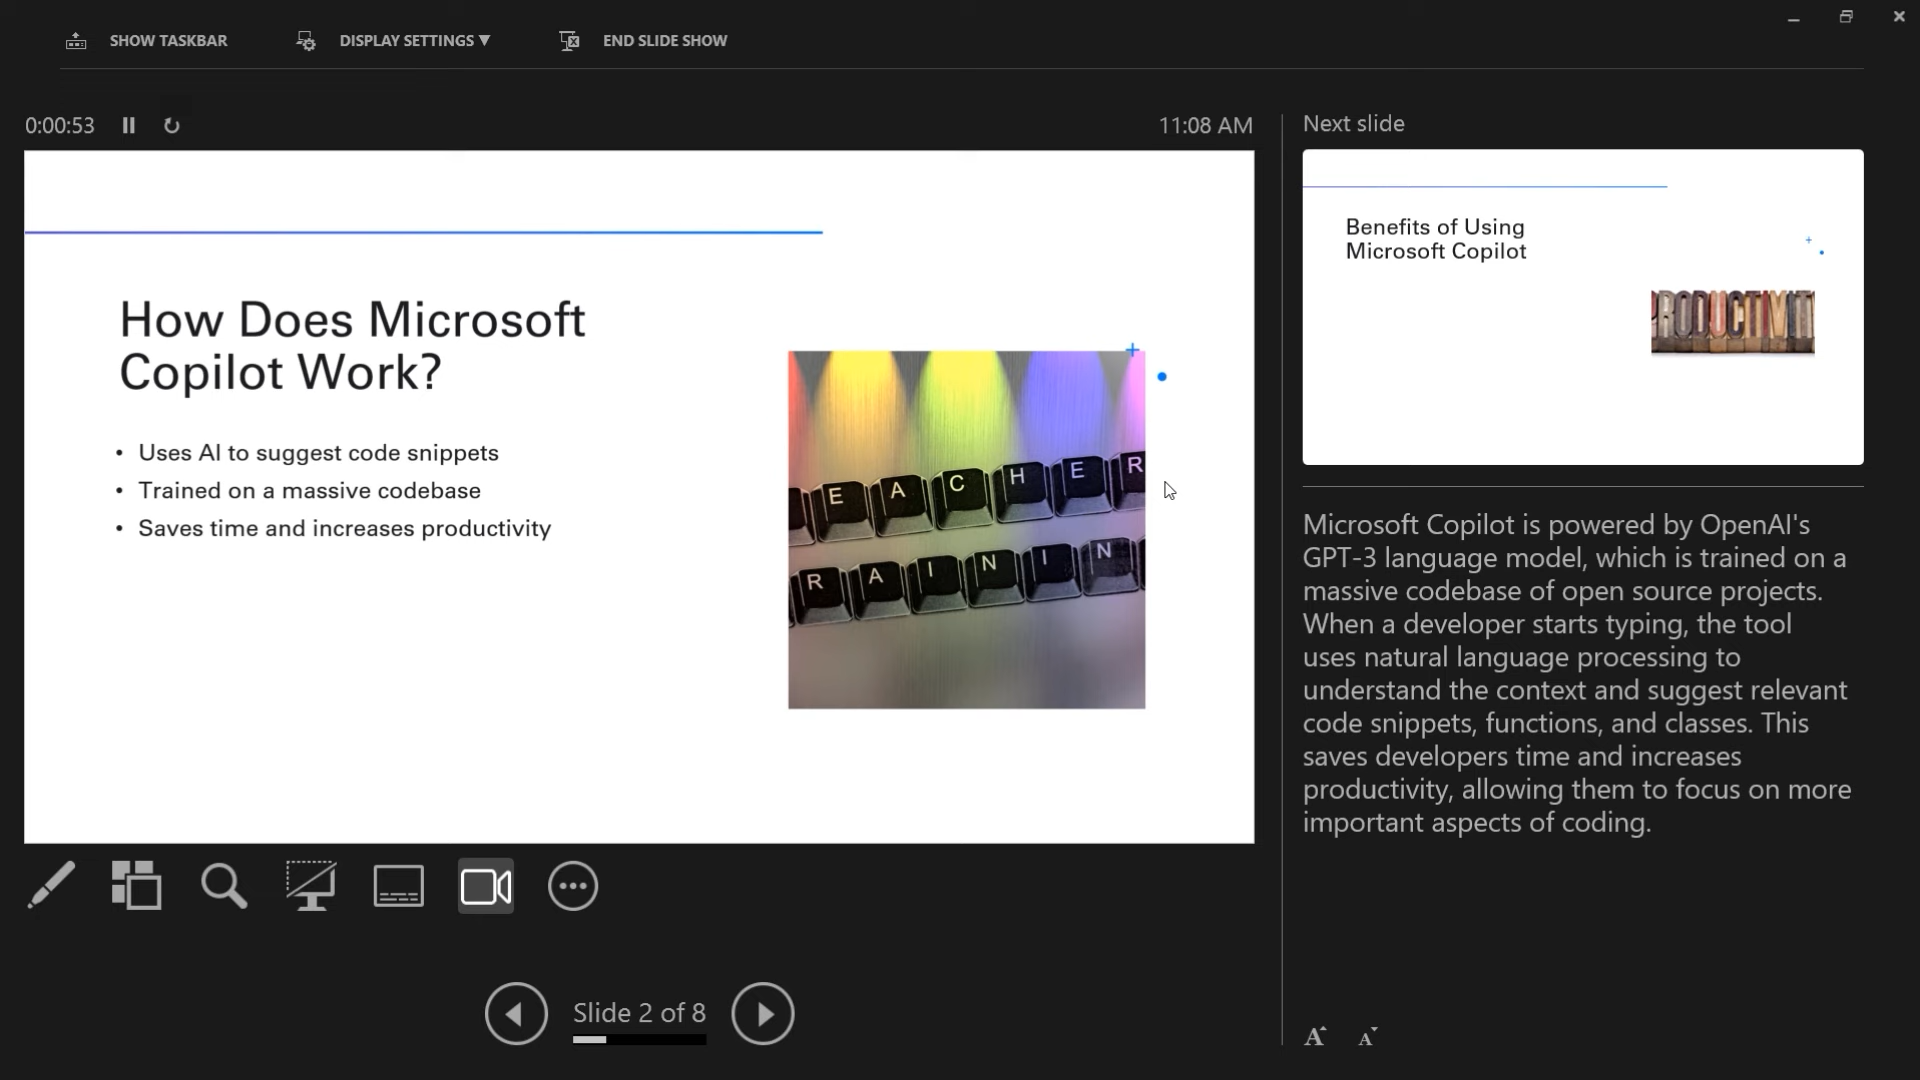 SHOW TASKBAR
DISPLAY SETTINGS ▼
END SLIDE SHOW
0:00:53
11:08 AM
How Does Microsoft
Copilot Work?
• Uses AI to suggest code snippets
• Trained on a massive codebase
• Saves time and increases productivity
EACHER
RAININ
Slide 2 of 8
Next slide
Benefits of Using
Microsoft Copilot
PRODUCTIVIT
Microsoft Copilot is powered by OpenAI's
GPT-3 language model, which is trained on a
massive codebase of open source projects.
When a developer starts typing, the tool
uses natural language processing to
understand the context and suggest relevant
code snippets, functions, and classes. This
saves developers time and increases
productivity, allowing them to focus on more
important aspects of coding.
A A